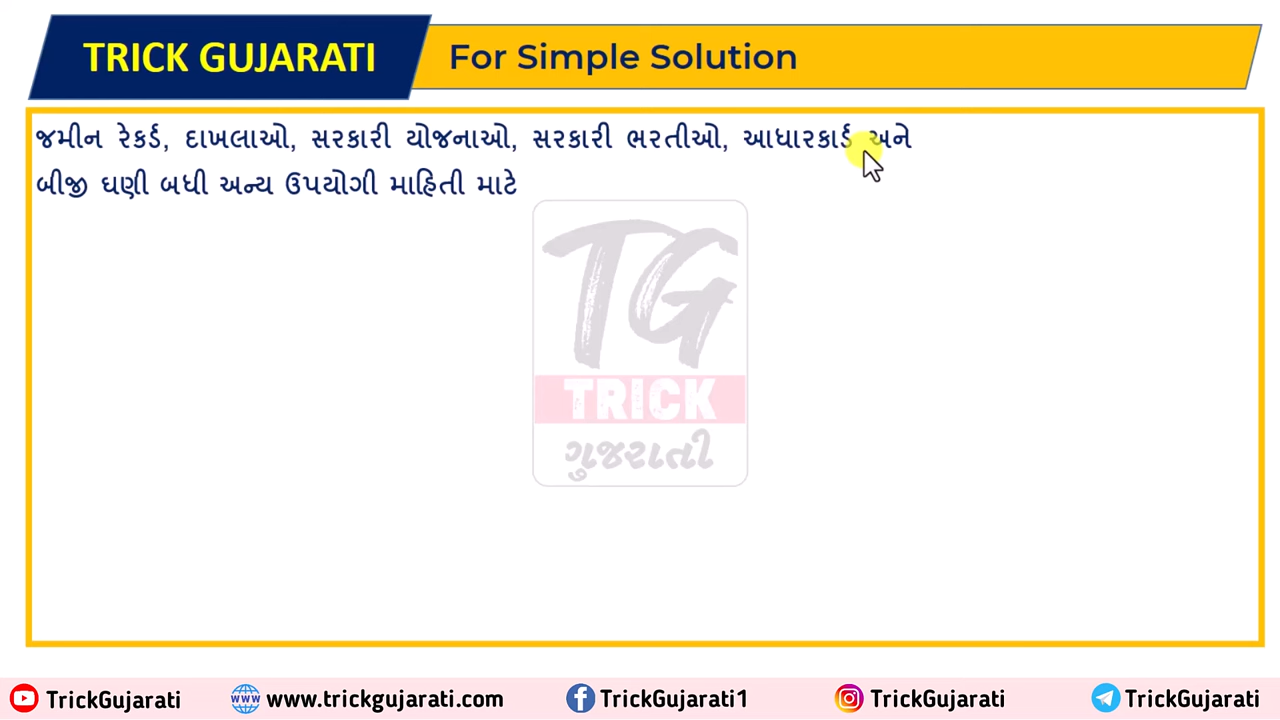 TRICK GUJARATI
For Simple Solution
જમીન રેકર્ડ, દાખલાઓ, સરકારી યોજનાઓ, સરકારી ભરતીઓ, આધારકાર્ડ અને
બીજી ઘણી બધી અન્ય ઉપયોગી માહિતી માટે
TG
TRICK
ગુજરાતી
TrickGujarati
www.trickgujarati.com
TrickGujarati1
TrickGujarati
TrickGujarati